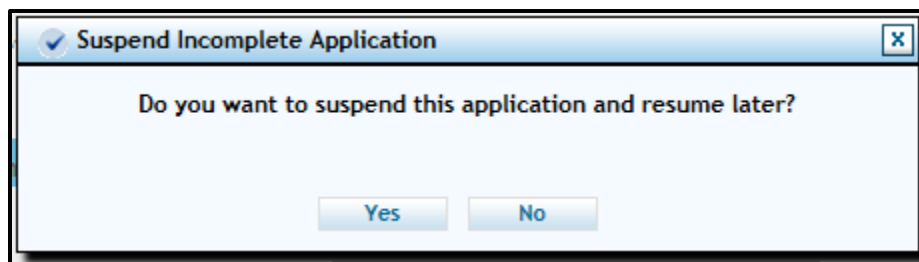 Suspend Incomplete Application
X
Do you want to suspend this application and resume later?
Yes No